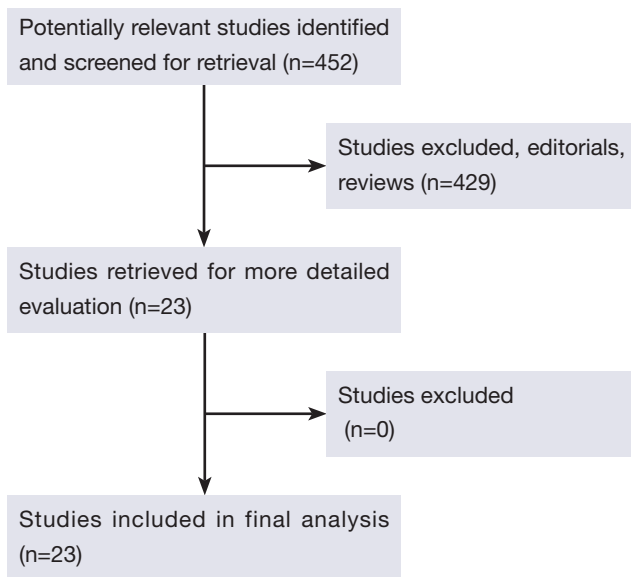 Potentially relevant studies identified
and screened for retrieval (n=452)
Studies excluded, editorials,
reviews (n=429)
Studies retrieved for more detailed
evaluation (n=23)
Studies excluded
(n=0)
Studies included in final analysis
(n=23)